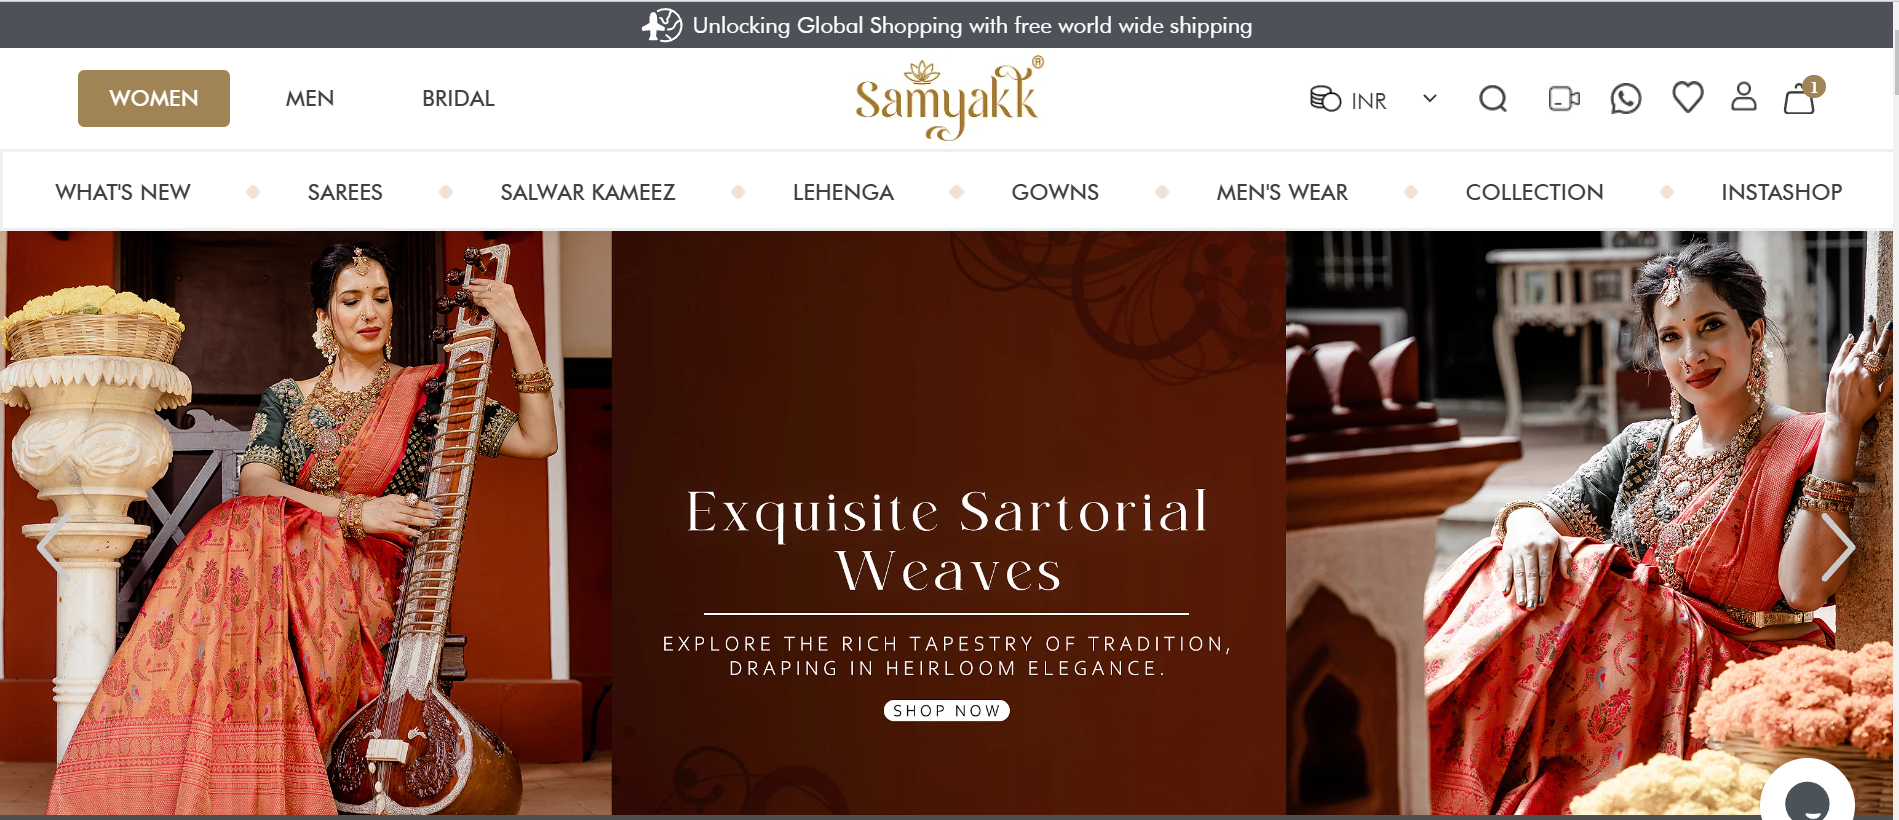 Unlocking Global Shopping with free world wide shipping
WOMEN MEN BRIDAL Samyakk® INR 1
WHAT'S NEW SAREES SALWAR KAMEEZ LEHENGA GOWNS MEN'S WEAR COLLECTION INSTASHOP
Exquisite Sartorial
Weaves
EXPLORE THE RICH TAPESTRY OF TRADITION,
DRAPING IN HEIRLOOM ELEGANCE.
SHOP NOW